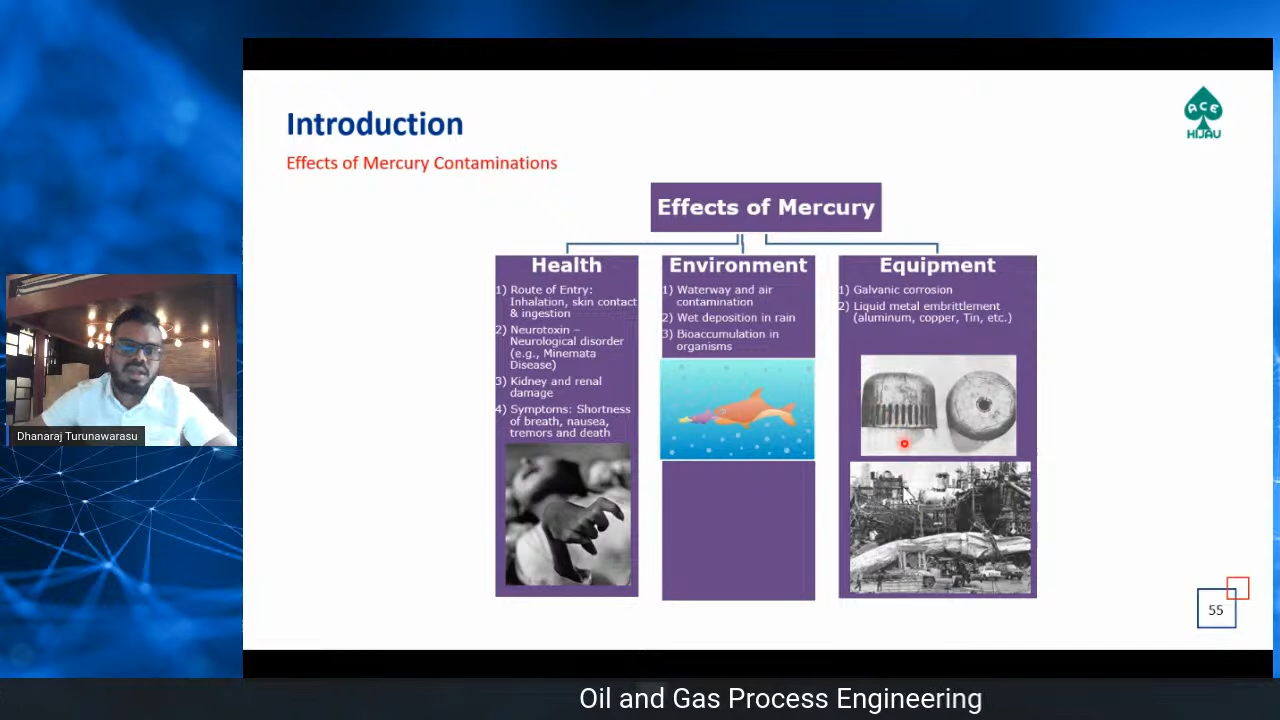 Introduction
Effects of Mercury Contaminations
ACE
HIJAU
Effects of Mercury
Health
1) Route of Entry:
Inhalation, skin contact
& ingestion
2) Neurotoxin –
Neurological disorder
(e.g., Minemata
Disease)
3) Kidney and renal
damage
4) Symptoms: Shortness
of breath, nausea,
tremors and death
Environment
1) Waterway and air
contamination
2) Wet deposition in rain
3) Bioaccumulation in
organisms
Equipment
1) Galvanic corrosion
2) Liquid metal embrittlement
(aluminum, copper, Tin, etc.)
Dhanaraj Turunawarasu
55
Oil and Gas Process Engineering